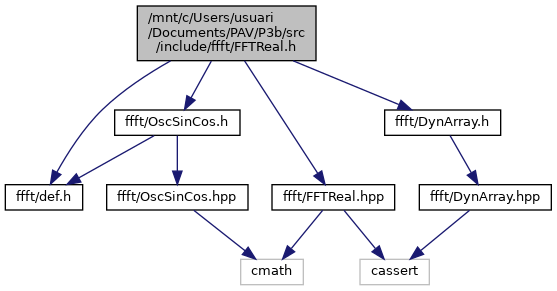 /mnt/c/Users/usuari
/Documents/PAV/P3b/src
/include/ffft/FFTReal.h
ffft/OscSinCos.h
ffft/DynArray.h
ffft/def.h
ffft/OscSinCos.hpp
ffft/FFTReal.hpp
ffft/DynArray.hpp
cmath
cassert